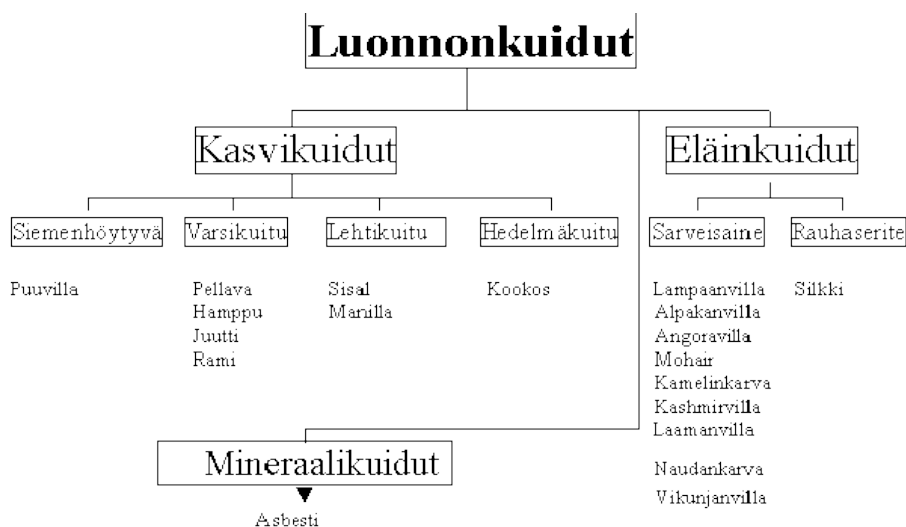 Luonnonkuidut
Kasvikuidut
Eläinkuidut
Siemenhöytyvä
Varsikuitu
Lehtikuitu
Hedelmäkuitu
Sarveisaine
Rauhaserite
Puuvilla
Pellava
Hamppu
Juutti
Rami
Sisal
Manilla
Kookos
Lampaanvilla
Alpakanvilla
Angoravilla
Mohair
Kamelinkarva
Kashmirvilla
Laamanvilla
Naudankarva
Vikunjanvilla
Silkki
Mineraalikuidut
Asbesti